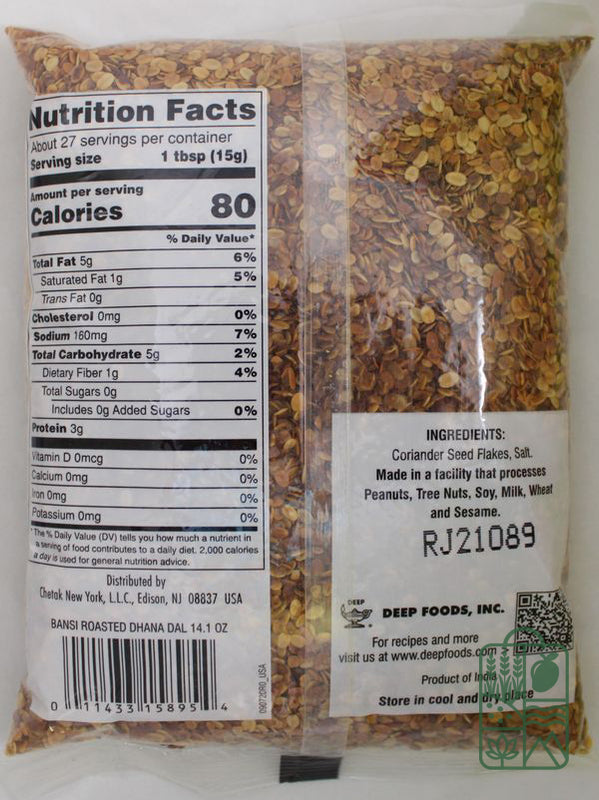 Nutrition Facts
About 27 servings per container
Serving size 1 tbsp (15g)
Amount per serving
Calories 80
% Daily Value*
Total Fat 5g 6%
Saturated Fat 1g 5%
Trans Fat 0g
Cholesterol 0mg 0%
Sodium 160mg 7%
Total Carbohydrate 5g 2%
Dietary Fiber 1g 4%
Total Sugars 0g
Includes 0g Added Sugars 0%
Protein 3g
Vitamin D 0mcg 0%
Calcium 0mg 0%
Iron 0mg 0%
Potassium 0mg 0%
* The % Daily Value (DV) tells you how much a nutrient in
a serving of food contributes to a daily diet. 2,000 calories
a day is used for general nutrition advice.
Distributed by
Chetak New York, L.L.C., Edison, NJ 08837 USA
BANSI ROASTED DHANA DAL 14.1 OZ
0 11433 15895 4
090720R0_USA
INGREDIENTS:
Coriander Seed Flakes, Salt.
Made in a facility that processes
Peanuts, Tree Nuts, Soy, Milk, Wheat
and Sesame.
RJ21089
DEEP
DEEP FOODS, INC.
For recipes and more
visit us at www.deepfoods.com
Product of India
Store in cool and dry place